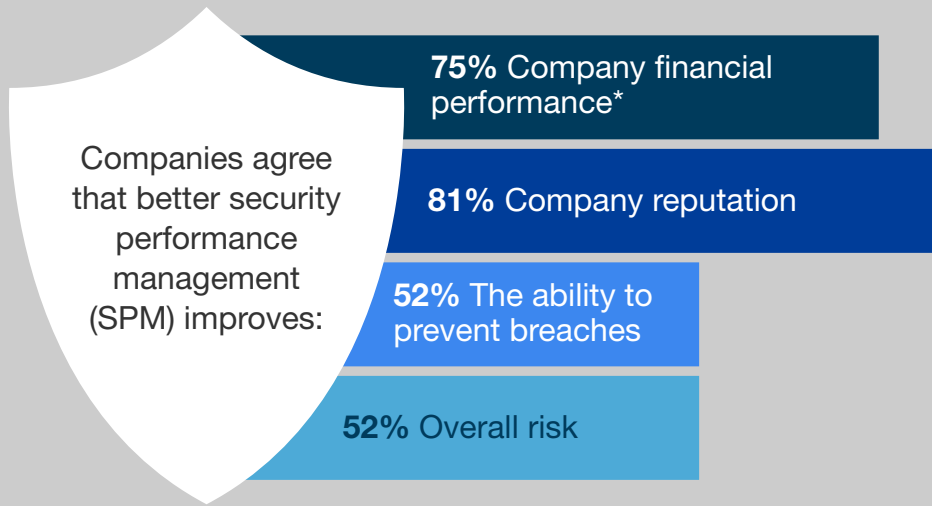 Companies agree
that better security
performance
management
(SPM) improves:
75% Company financial
performance*
81% Company reputation
52% The ability to
prevent breaches
52% Overall risk